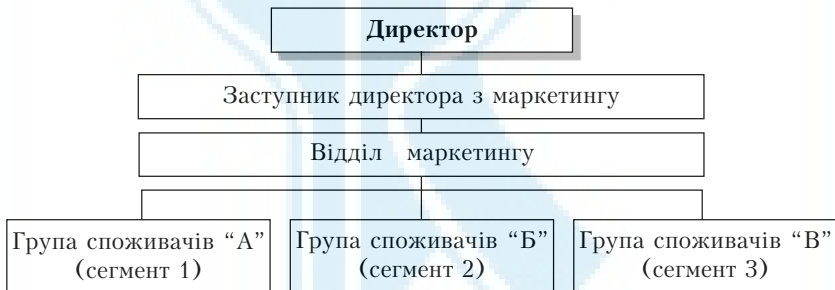 Директор
Заступник директора з маркетингу
Відділ маркетингу
Група споживачів “А”
(сегмент 1)
Група споживачів “Б”
(сегмент 2)
Група споживачів “В”
(сегмент 3)